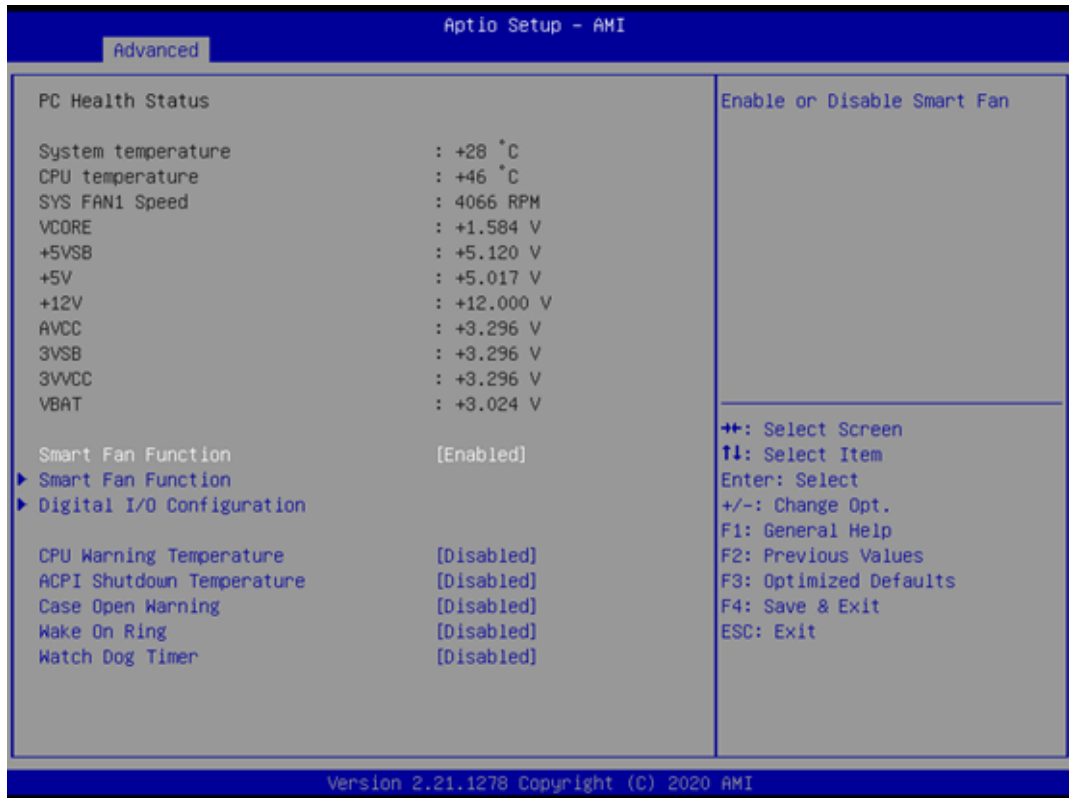 Aptio Setup – AMI
Advanced
PC Health Status
System temperature : +28 °C
CPU temperature : +46 °C
SYS FAN1 Speed : 4066 RPM
VCORE : +1.584 V
+5VSB : +5.120 V
+5V : +5.017 V
+12V : +12.000 V
AVCC : +3.296 V
3VSB : +3.296 V
3VVCC : +3.296 V
VBAT : +3.024 V
Smart Fan Function [Enabled]
Smart Fan Function
Digital I/O Configuration
CPU Warning Temperature [Disabled]
ACPI Shutdown Temperature [Disabled]
Case Open Warning [Disabled]
Wake On Ring [Disabled]
Watch Dog Timer [Disabled]
Enable or Disable Smart Fan
→←: Select Screen
↑↓: Select Item
Enter: Select
+/-: Change Opt.
F1: General Help
F2: Previous Values
F3: Optimized Defaults
F4: Save & Exit
ESC: Exit
Version 2.21.1278 Copyright (C) 2020 AMI